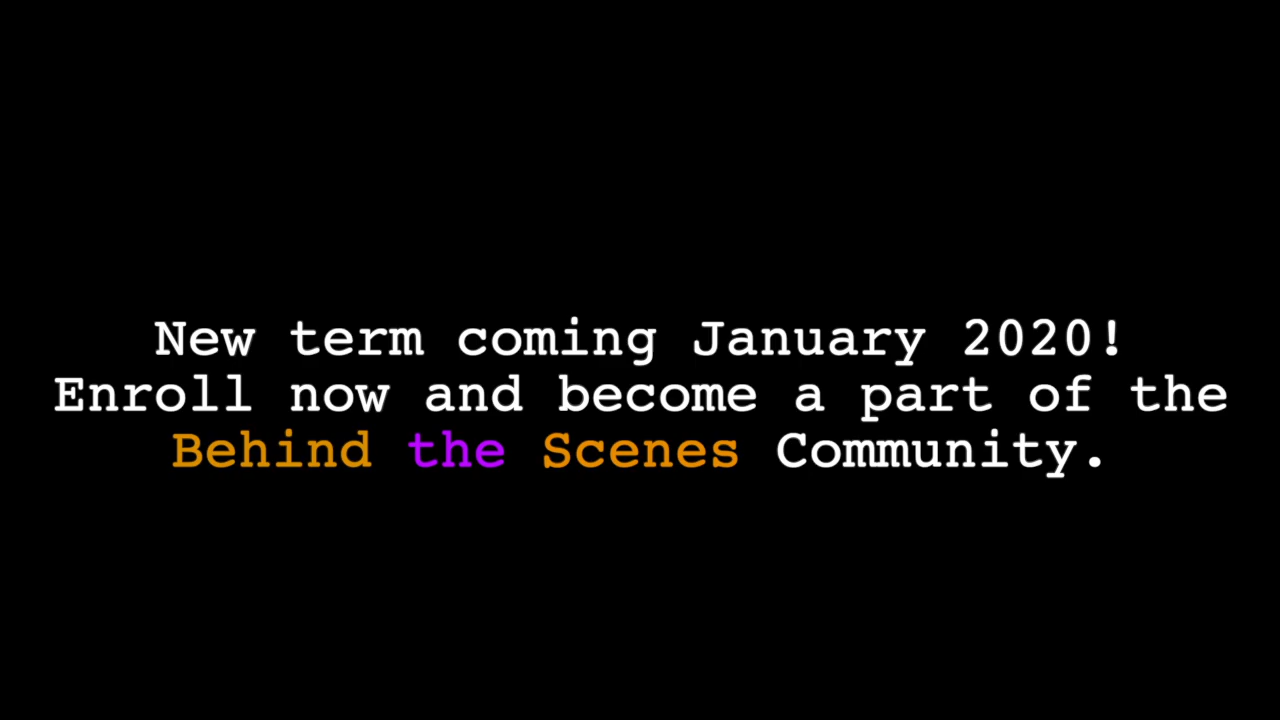 New term coming January 2020!
Enroll now and become a part of the
Behind the Scenes Community.